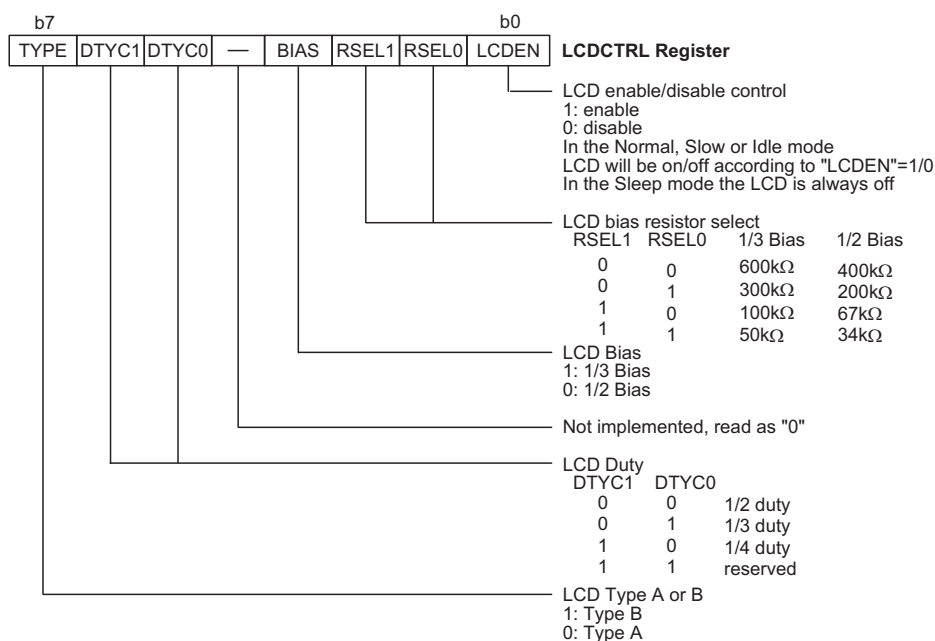 b7 b0
TYPE DTYC1 DTYC0 — BIAS RSEL1 RSEL0 LCDEN LCDCTRL Register
LCD enable/disable control
1: enable
0: disable
In the Normal, Slow or Idle mode
LCD will be on/off according to "LCDEN"=1/0
In the Sleep mode the LCD is always off
LCD bias resistor select
RSEL1 RSEL0 1/3 Bias 1/2 Bias
0 0 600kΩ 400kΩ
0 1 300kΩ 200kΩ
1 0 100kΩ 67kΩ
1 1 50kΩ 34kΩ
LCD Bias
1: 1/3 Bias
0: 1/2 Bias
Not implemented, read as "0"
LCD Duty
DTYC1 DTYC0
0 0 1/2 duty
0 1 1/3 duty
1 0 1/4 duty
1 1 reserved
LCD Type A or B
1: Type B
0: Type A